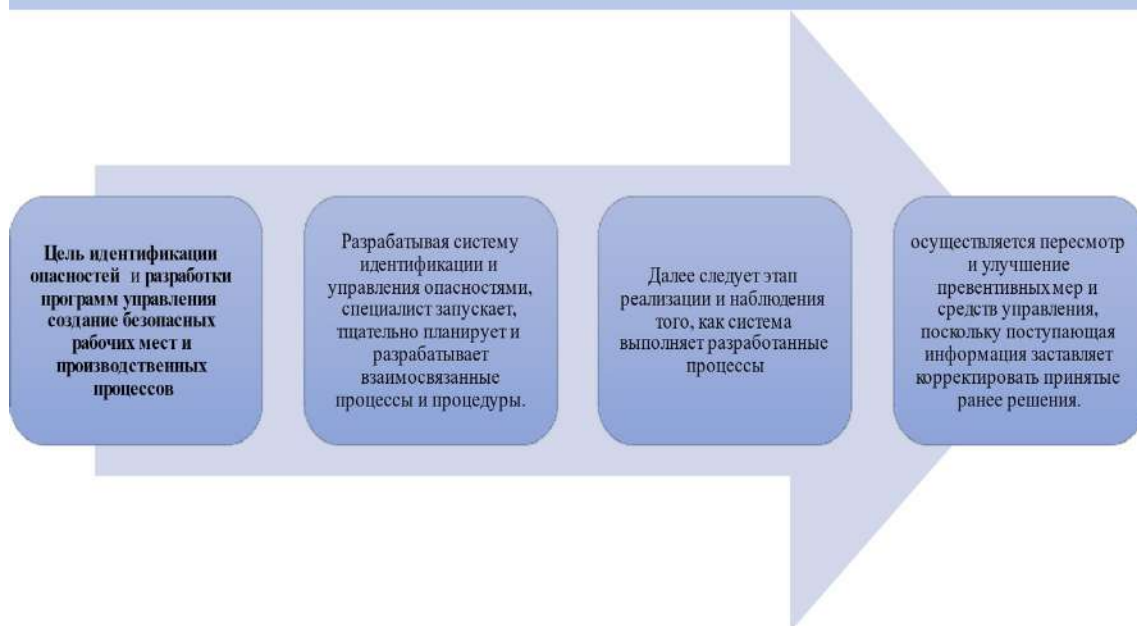 Цель идентификации
опасностей и разработки
программ управления
создание безопасных
рабочих мест и
производственных
процессов
Разрабатывая систему
идентификации и
управления опасностями,
специалист запускает,
тщательно планирует и
разрабатывает
взаимосвязанные
процессы и процедуры.
Далее следует этап
реализации и наблюдения
того, как система
выполняет разработанные
процессы
осуществляется пересмотр
и улучшение
превентивных мер и
средств управления,
поскольку поступающая
информация заставляет
корректировать принятые
ранее решения.